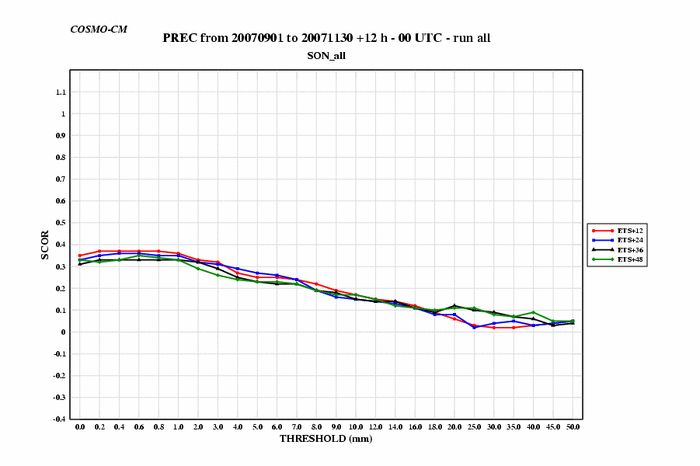 COSMO-CM
PREC from 20070901 to 20071130 +12 h - 00 UTC - run all
SON_all
1.1
1
0.9
0.8
0.7
0.6
0.5
0.4
0.3
0.2
0.1
0
-0.1
-0.2
-0.3
-0.4
SCOR
ETS+12
ETS+24
ETS+36
ETS+48
0.0 0.2 0.4 0.6 0.8 1.0 2.0 3.0 4.0 5.0 6.0 7.0 8.0 9.0 10.0 12.0 14.0 16.0 18.0 20.0 25.0 30.0 35.0 40.0 45.0 50.0
THRESHOLD (mm)